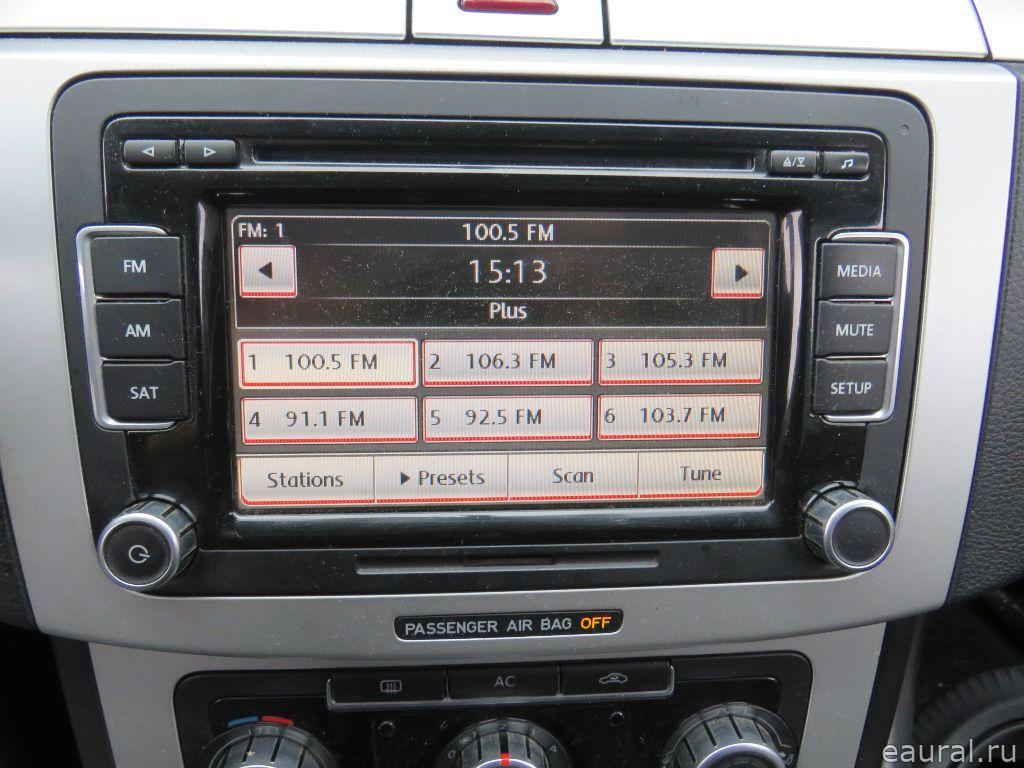 FM: 1 100.5 FM
15:13
Plus
FM
AM
SAT
MEDIA
MUTE
SETUP
1 100.5 FM 2 106.3 FM 3 105.3 FM
4 91.1 FM 5 92.5 FM 6 103.7 FM
Stations Presets Scan Tune
PASSENGER AIR BAG OFF
AC
0 4
eaural.ru